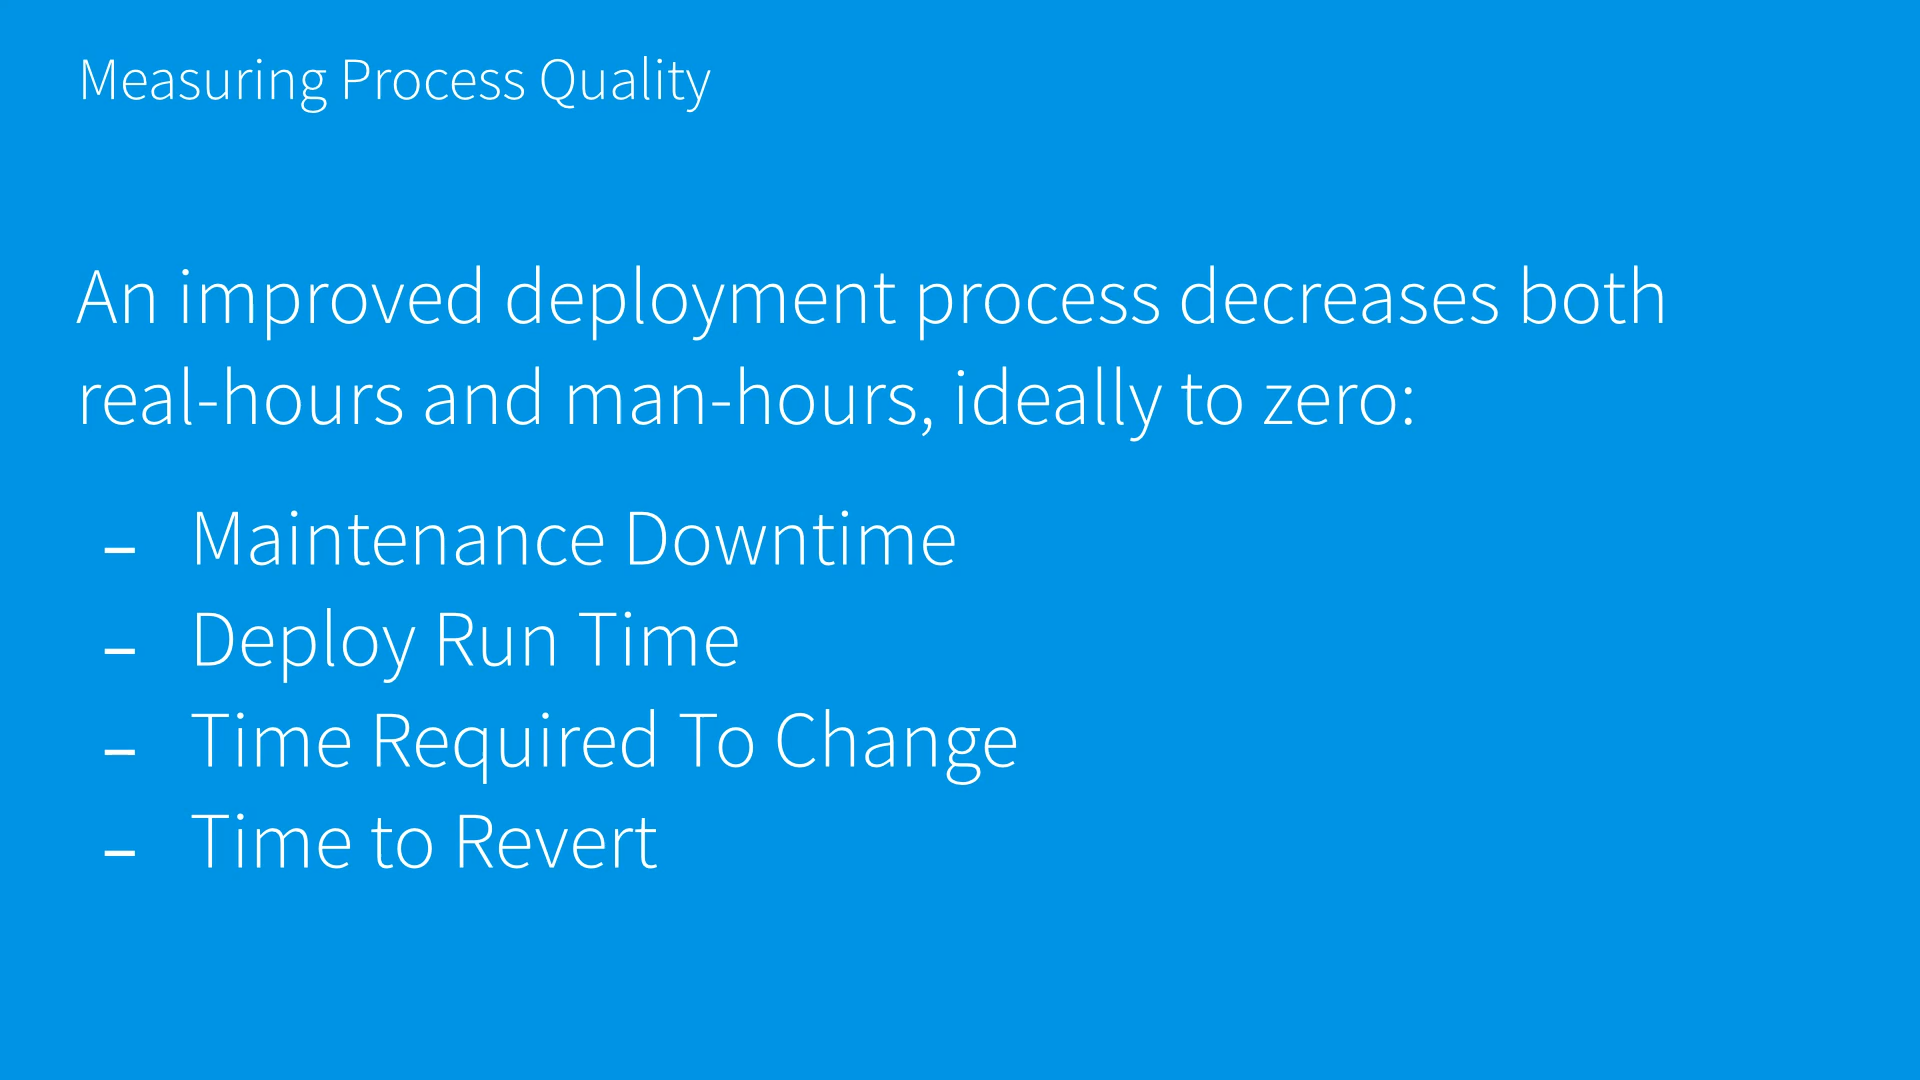 Measuring Process Quality
An improved deployment process decreases both
real-hours and man-hours, ideally to zero:
– Maintenance Downtime
– Deploy Run Time
– Time Required To Change
– Time to Revert